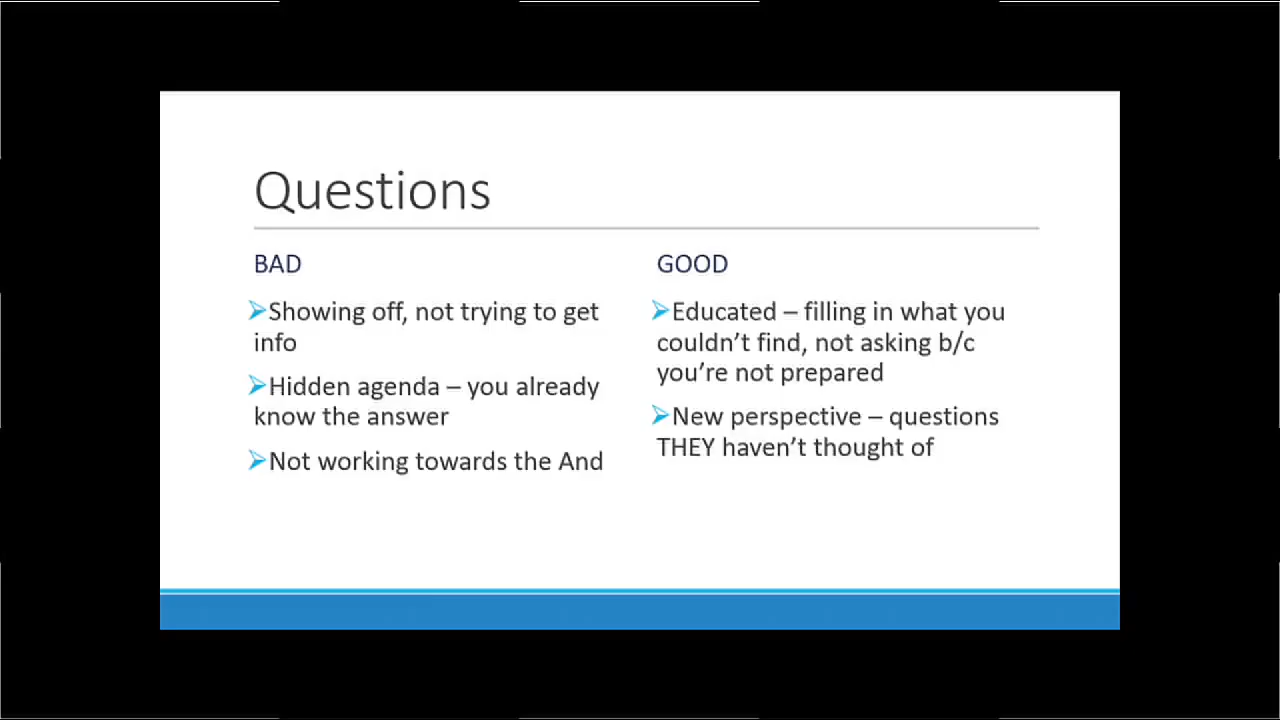 Questions
BAD
➢Showing off, not trying to get
info
➢Hidden agenda – you already
know the answer
➢Not working towards the And
GOOD
➢Educated – filling in what you
couldn’t find, not asking b/c
you’re not prepared
➢New perspective – questions
THEY haven’t thought of